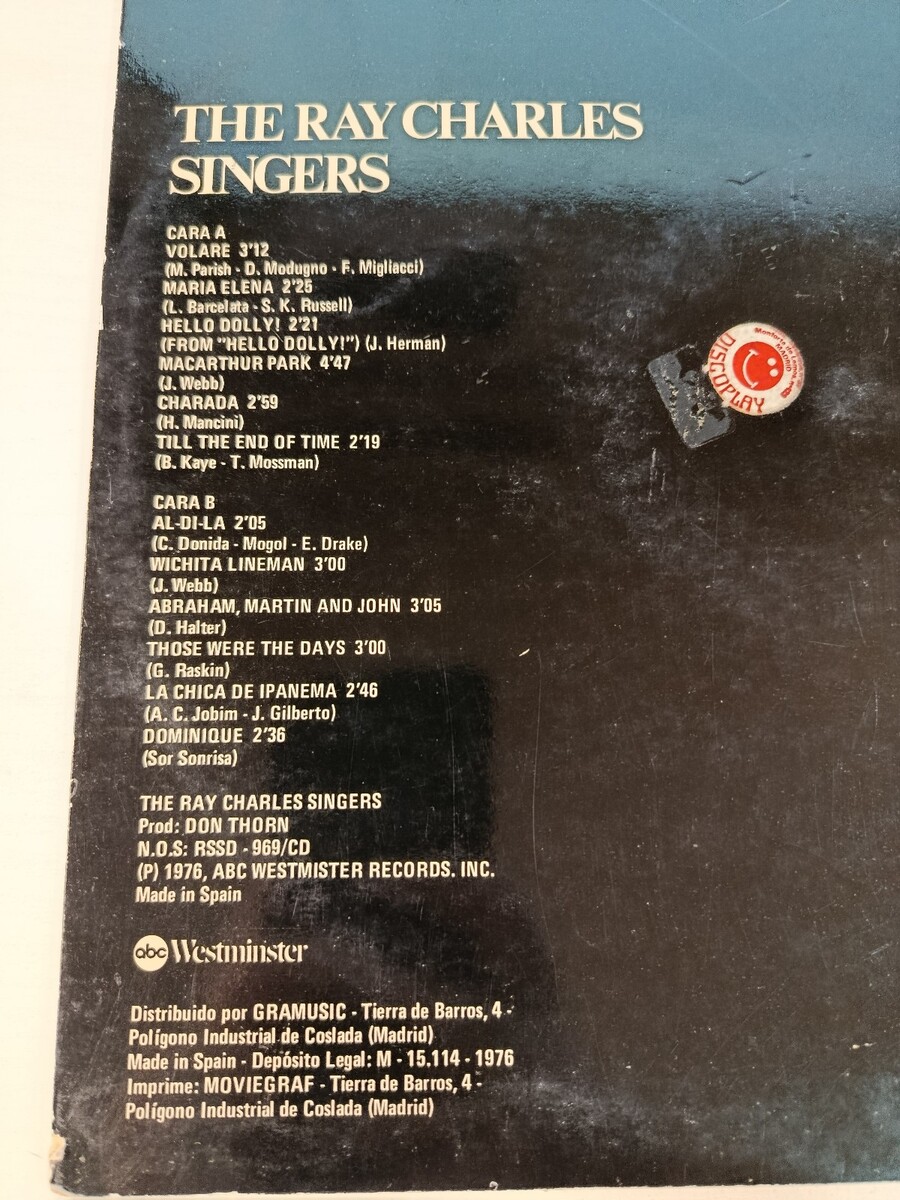 THE RAY CHARLES
SINGERS
CARA A
VOLARE 3'12
(M. Parish - D. Modugno - F. Migliacci)
MARIA ELENA 2'25
(L. Barcelata - S. K. Russell)
HELLO DOLLY! 2'21
(FROM "HELLO DOLLY!") (J. Herman)
MACARTHUR PARK 4'47
(J. Webb)
CHARADA 2'59
(H. Mancini)
TILL THE END OF TIME 2'19
(B. Kaye - T. Mossman)
CARA B
AL-DI-LA 2'05
(C. Donida - Mogol - E. Drake)
WICHITA LINEMAN 3'00
(J. Webb)
ABRAHAM, MARTIN AND JOHN 3'05
(D. Halter)
THOSE WERE THE DAYS 3'00
(G. Raskin)
LA CHICA DE IPANEMA 2'46
(A. C. Jobim - J. Gilberto)
DOMINIQUE 2'36
(Sor Sonrisa)
THE RAY CHARLES SINGERS
Prod: DON THORN
N.O.S: RSSD - 969/CD
(P) 1976, ABC WESTMISTER RECORDS. INC.
Made in Spain
abc Westminster
Distribuido por GRAMUSIC - Tierra de Barros, 4 -
Polígono Industrial de Coslada (Madrid)
Made in Spain - Depósito Legal: M - 15.114 - 1976
Imprime: MOVIEGRAF - Tierra de Barros, 4 -
Polígono Industrial de Coslada (Madrid)
DISCOPLAY
MADRID